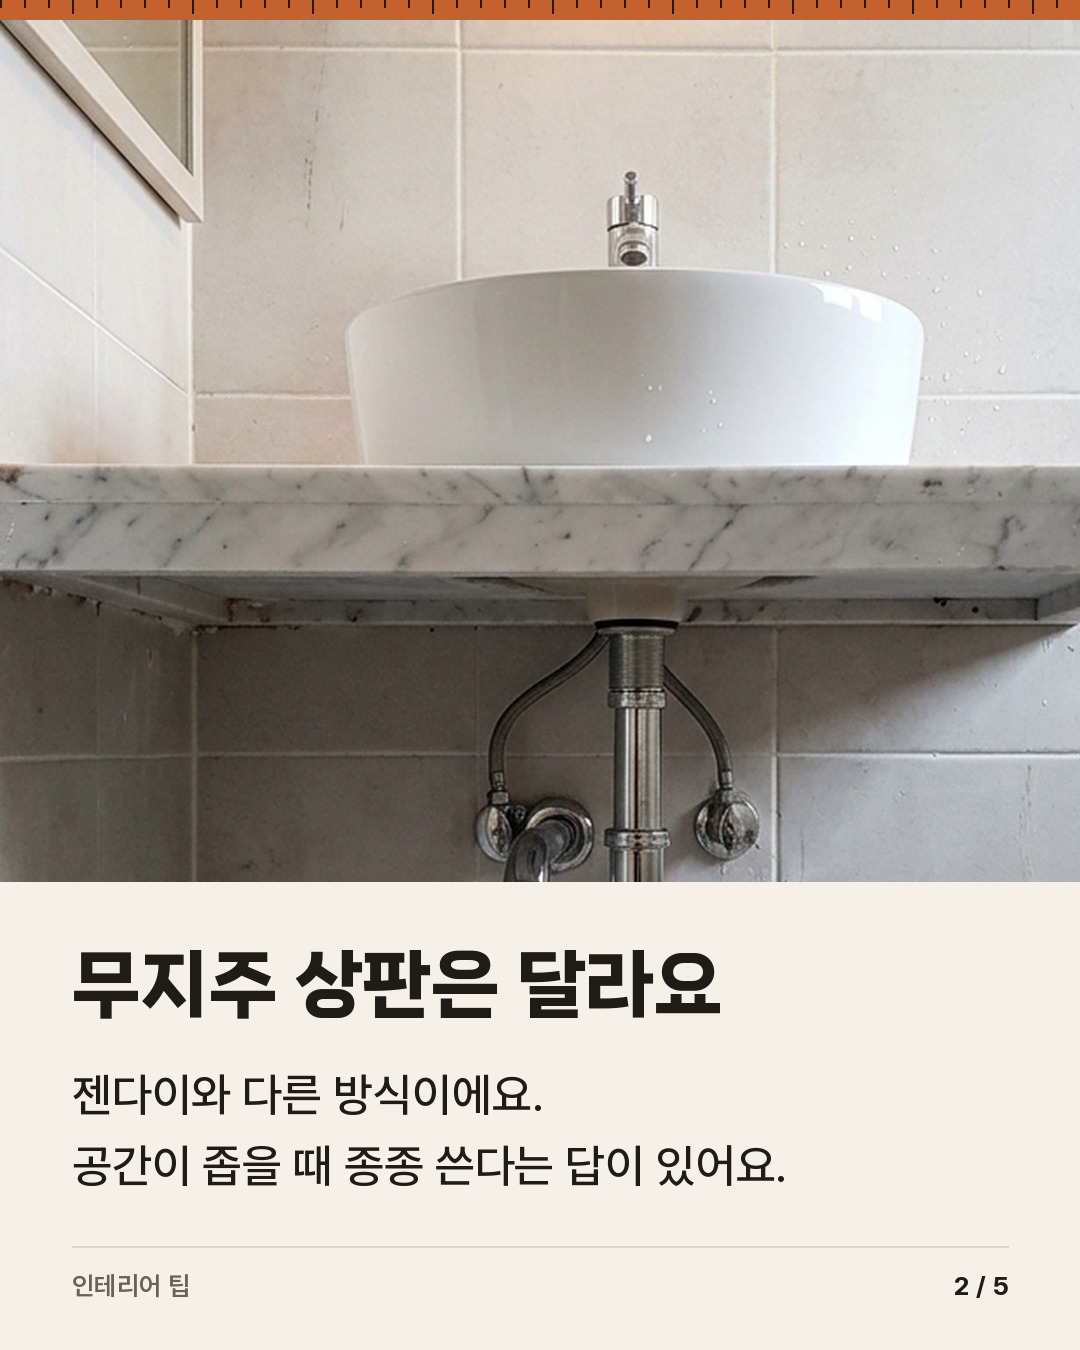 무지주 상판은 달라요
젠다이와 다른 방식이에요.
공간이 좁을 때 종종 쓴다는 답이 있어요.
인테리어 팁
2 / 5